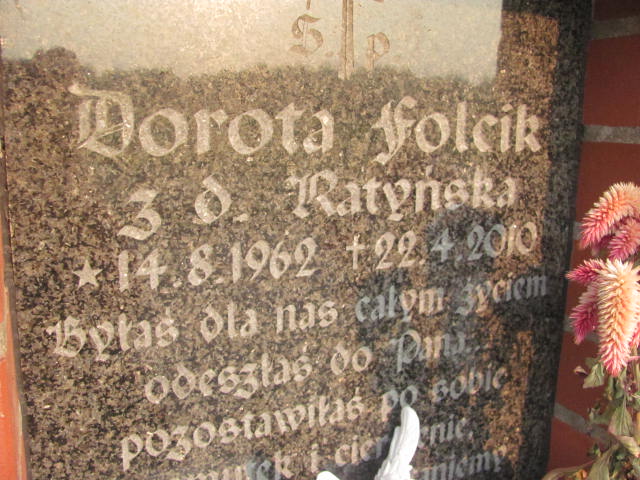 Ś. P.
Dorota Folcik
z d. Ratyńska
* 14.8.1962 † 22.4.2010
Byłaś dla nas całym życiem
odeszłaś do Pana.
pozostawiłaś po sobie
i